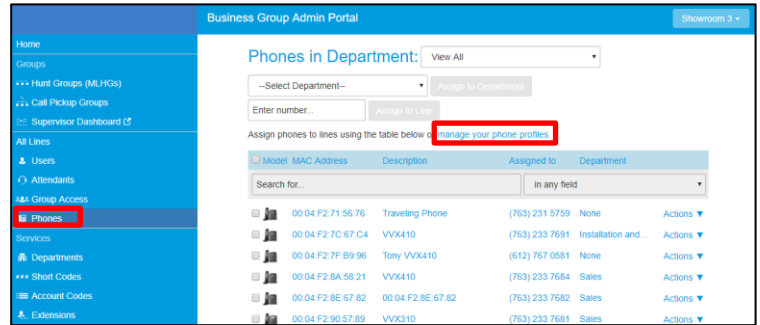 Business Group Admin Portal
Showroom 3
Home
Groups
Hunt Groups (MLHGs)
Call Pickup Groups
Supervisor Dashboard
All Lines
Users
Attendants
Group Access
Phones
Services
Departments
Short Codes
Account Codes
Extensions
Phones in Department: View All
--Select Department-- Assign to Department
Enter number... Assign to Line
Assign phones to lines using the table below or manage your phone profiles.
Model MAC Address Description Assigned to Department
Search for... in any field
00:04:F2:71:56:76 Traveling Phone (763) 231 5759 None Actions ▼
00:04:F2:7C:67:C4 VVX410 (763) 233 7691 Installation and... Actions ▼
00:04:F2:7F:B9:96 Tony VVX410 (612) 767 0581 None Actions ▼
00:04:F2:8A:58:21 VVX410 (763) 233 7684 Sales Actions ▼
00:04:F2:8E:67:82 00:04:F2:8E:67:82 (763) 233 7682 Sales Actions ▼
00:04:F2:90:57:89 VVX310 (763) 233 7681 Sales Actions ▼